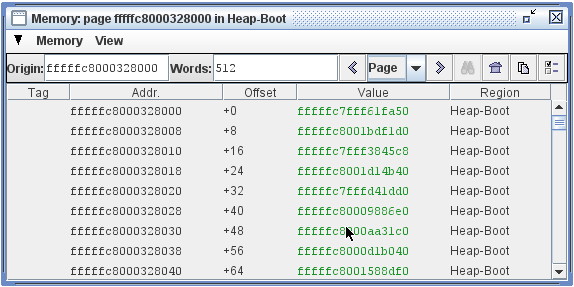 Memory: page fffffc8000328000 in Heap-Boot
Memory View
Origin: fffffc8000328000 Words: 512 Page
Tag Addr. Offset Value Region
fffffc8000328000 +0 fffffc7fff61fa50 Heap-Boot
fffffc8000328008 +8 fffffc8001bdf1d0 Heap-Boot
fffffc8000328010 +16 fffffc7fff3845c8 Heap-Boot
fffffc8000328018 +24 fffffc8001d14b40 Heap-Boot
fffffc8000328020 +32 fffffc7fffd41dd0 Heap-Boot
fffffc8000328028 +40 fffffc80009886e0 Heap-Boot
fffffc8000328030 +48 Heap-Boot
fffffc8000328038 +56 fffffc8000d1b040 Heap-Boot
fffffc8000328040 +64 fffffc8001588df0 Heap-Boot